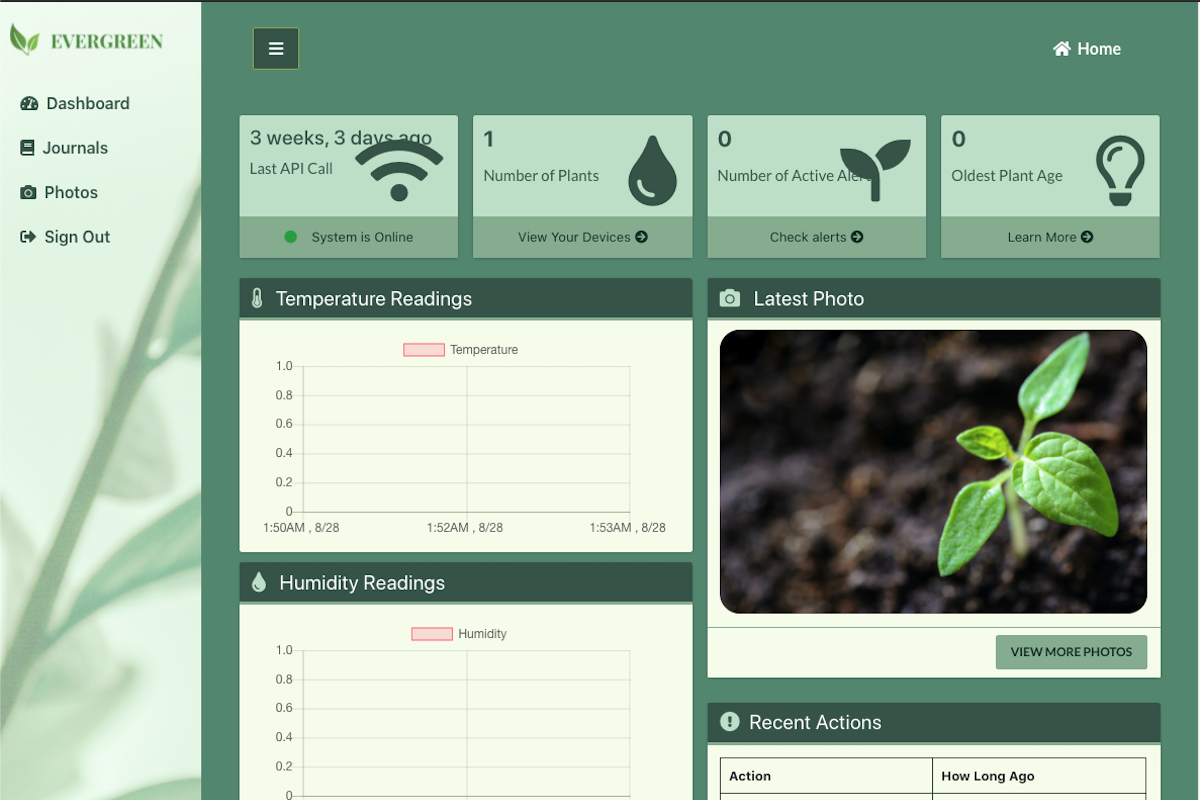 EVERGREEN
Dashboard
Journals
Photos
Sign Out
Home
3 weeks, 3 days ago
Last API Call
System is Online
1
Number of Plants
View Your Devices
0
Number of Active Alerts
Check alerts
0
Oldest Plant Age
Learn More
Temperature Readings
Temperature
1.0
0.8
0.6
0.4
0.2
0
1:50AM , 8/28 1:52AM , 8/28 1:53AM , 8/28
Humidity Readings
Humidity
1.0
0.8
0.6
0.4
0.2
0
Latest Photo
VIEW MORE PHOTOS
Recent Actions
Action How Long Ago